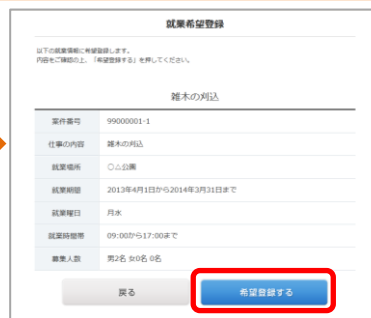 就業希望登録
以下の就業情報に希望登録します。
内容をご確認の上、「希望登録する」を押してください。
雑木の刈込
案件番号 99000001-1
仕事の内容 雑木の刈込
就業場所 〇△公園
就業期間 2013年4月1日から2014年3月31日まで
就業曜日 月水
就業時間帯 09:00から17:00まで
募集人数 男2名 女0名 0名
戻る 希望登録する